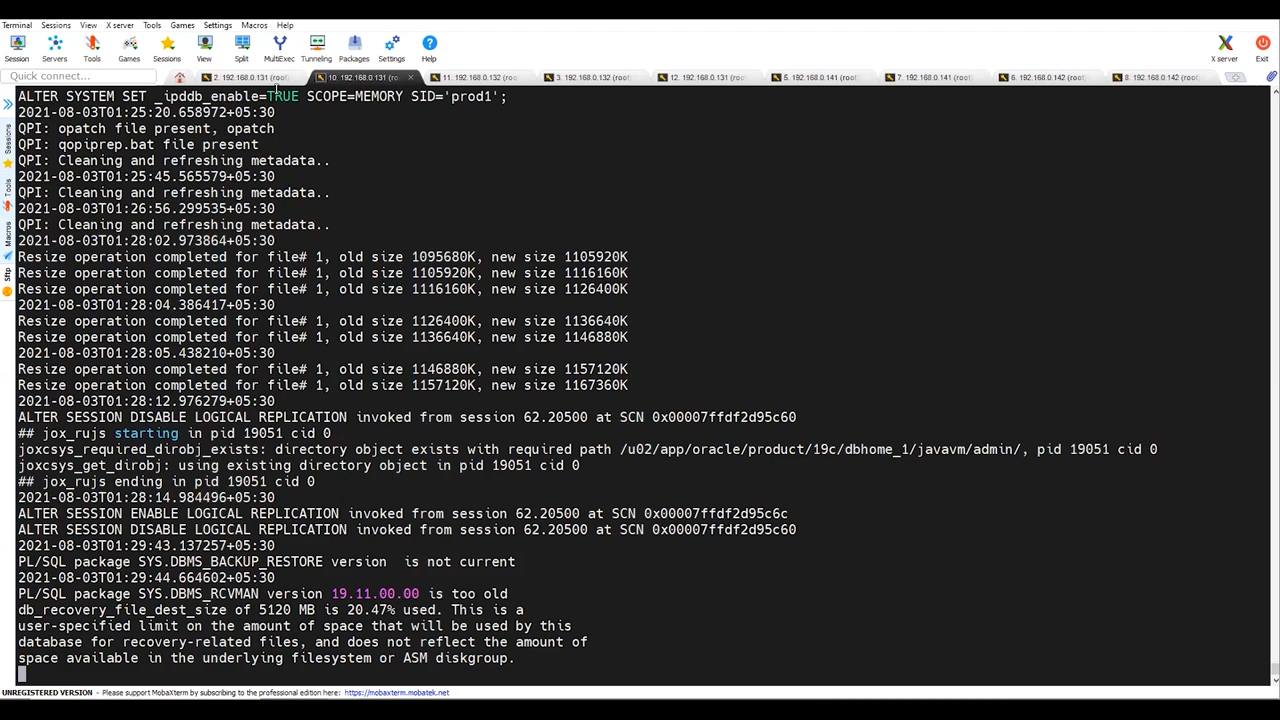 Terminal Sessions View X server Tools Games Settings Macros Help
Session Servers Tools Games Sessions View Split MultiExec Tunneling Packages Settings Help X server Exit
Quick connect... 2. 192.168.0.131 (root) 10. 192.168.0.131 (roo 11. 192.168.0.132 (roo 3. 192.168.0.132 (root 12. 192.168.0.131 (roo 5. 192.168.0.141 (root 7. 192.168.0.141 (root 6. 192.168.0.142 (root 8. 192.168.0.142 (root
Sessions
Tools
Macros
Sftp
ALTER SYSTEM SET _ipddb_enable=TRUE SCOPE=MEMORY SID='prod1';
2021-08-03T01:25:20.658972+05:30
QPI: opatch file present, opatch
QPI: qopiprep.bat file present
QPI: Cleaning and refreshing metadata..
2021-08-03T01:25:45.565579+05:30
QPI: Cleaning and refreshing metadata..
2021-08-03T01:26:56.299535+05:30
QPI: Cleaning and refreshing metadata..
2021-08-03T01:28:02.973864+05:30
Resize operation completed for file# 1, old size 1095680K, new size 1105920K
Resize operation completed for file# 1, old size 1105920K, new size 1116160K
Resize operation completed for file# 1, old size 1116160K, new size 1126400K
2021-08-03T01:28:04.386417+05:30
Resize operation completed for file# 1, old size 1126400K, new size 1136640K
Resize operation completed for file# 1, old size 1136640K, new size 1146880K
2021-08-03T01:28:05.438210+05:30
Resize operation completed for file# 1, old size 1146880K, new size 1157120K
Resize operation completed for file# 1, old size 1157120K, new size 1167360K
2021-08-03T01:28:12.976279+05:30
ALTER SESSION DISABLE LOGICAL REPLICATION invoked from session 62.20500 at SCN 0x00007ffdf2d95c60
## jox_rujs starting in pid 19051 cid 0
joxcsys_required_dirobj_exists: directory object exists with required path /u02/app/oracle/product/19c/dbhome_1/javavm/admin/, pid 19051 cid 0
joxcsys_get_dirobj: using existing directory object in pid 19051 cid 0
## jox_rujs ending in pid 19051 cid 0
2021-08-03T01:28:14.984496+05:30
ALTER SESSION ENABLE LOGICAL REPLICATION invoked from session 62.20500 at SCN 0x00007ffdf2d95c6c
ALTER SESSION DISABLE LOGICAL REPLICATION invoked from session 62.20500 at SCN 0x00007ffdf2d95c60
2021-08-03T01:29:43.137257+05:30
PL/SQL package SYS.DBMS_BACKUP_RESTORE version  is not current
2021-08-03T01:29:44.664602+05:30
PL/SQL package SYS.DBMS_RCVMAN version 19.11.00.00 is too old
db_recovery_file_dest_size of 5120 MB is 20.47% used. This is a
user-specified limit on the amount of space that will be used by this
database for recovery-related files, and does not reflect the amount of
space available in the underlying filesystem or ASM diskgroup.
UNREGISTERED VERSION - Please support MobaXterm by subscribing to the professional edition here: https://mobaxterm.mobatek.net